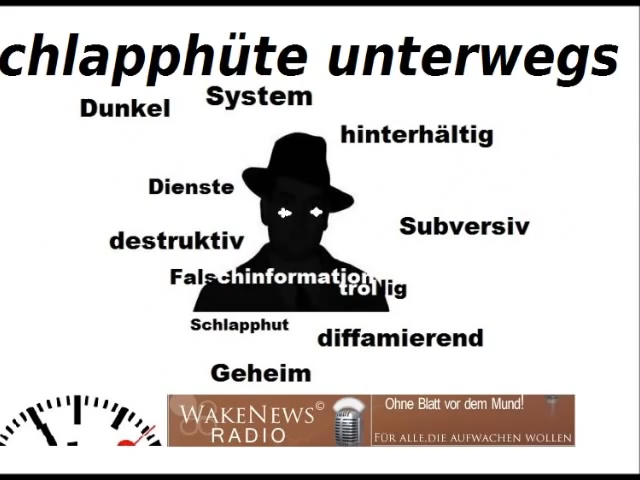 chlapphüte unterwegs
System
Dunkel
hinterhältig
Dienste
Subversiv
destruktiv
Falschinformation
trollig
Schlapphut
diffamierend
Geheim
WAKENEWS©
RADIO
Ohne Blatt vor dem Mund!
FÜR ALLE,DIE AUFWACHEN WOLLEN